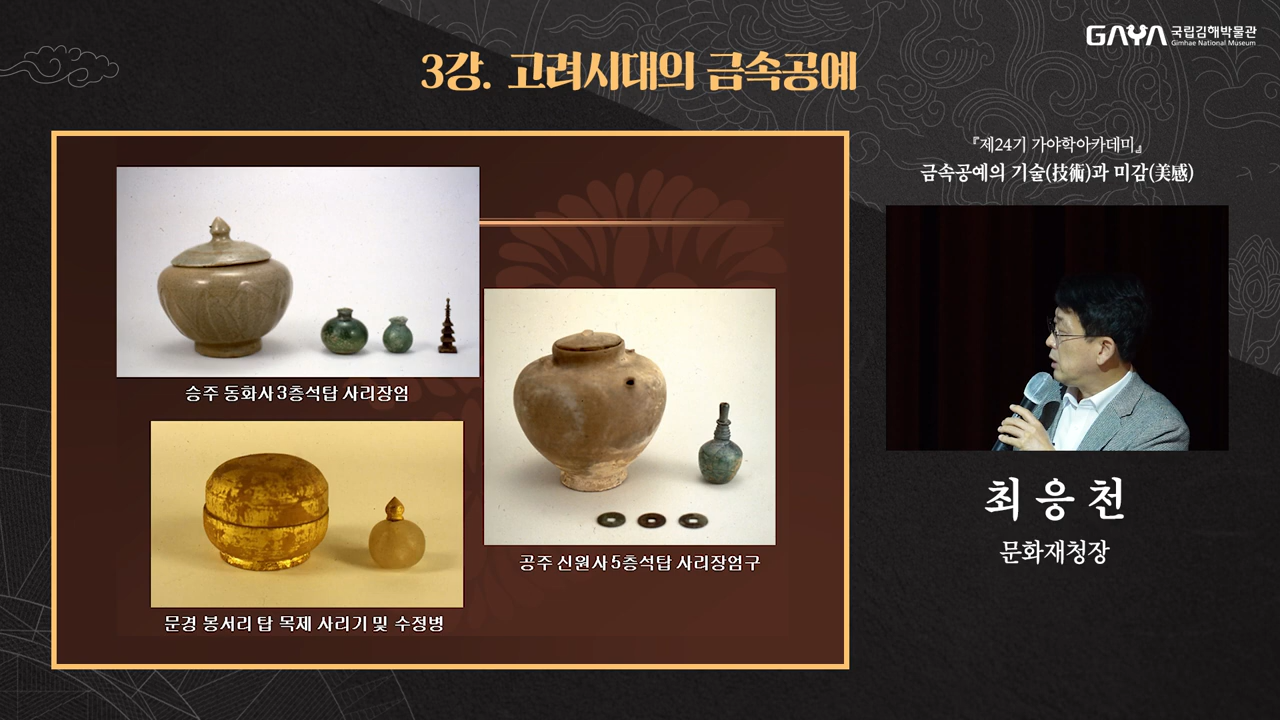 GAYA 국립김해박물관
Gimhae National Museum
3강. 고려시대의 금속공예
『제24기 가야학아카데미』
금속공예의 기술(技術)과 미감(美感)
승주 동화사 3층석탑 사리장엄
공주 신원사 5층석탑 사리장엄구
문경 봉서리 탑 목제 사리기 및 수정병
최응천
문화재청장